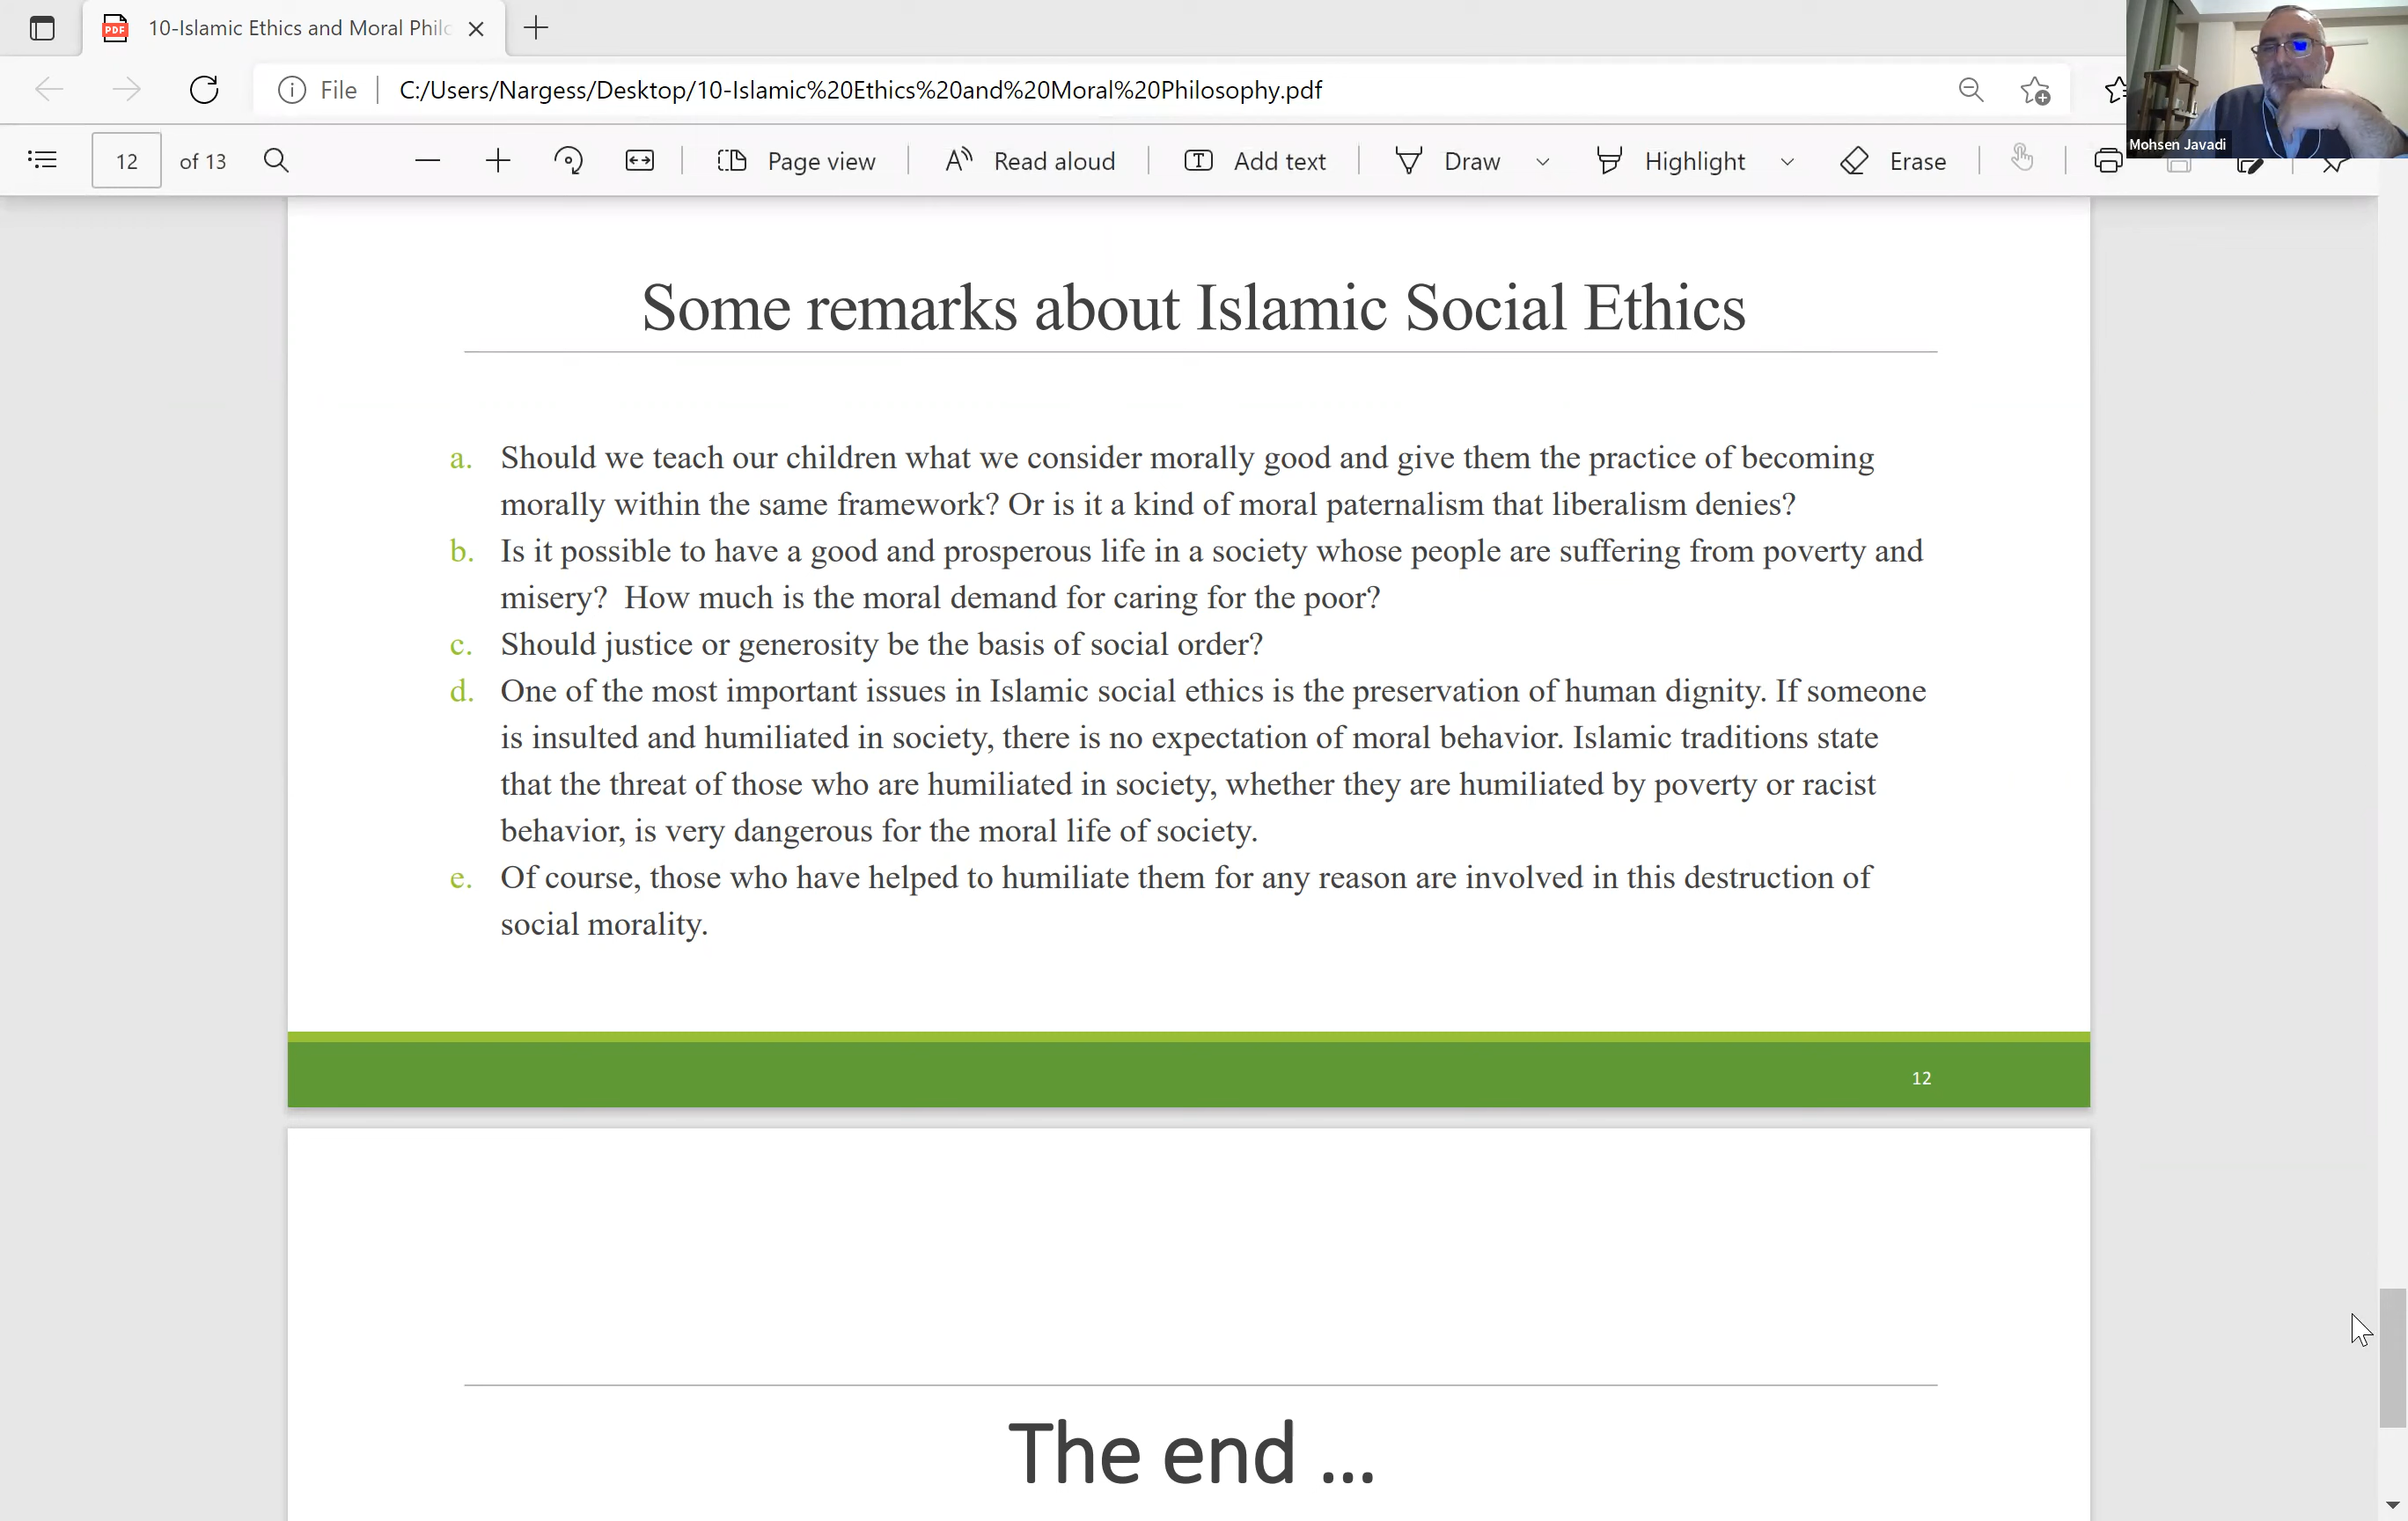 10-Islamic Ethics and Moral Philo
File
C:/Users/Nargess/Desktop/10-Islamic%20Ethics%20and%20Moral%20Philosophy.pdf
12 of 13
Page view
Read aloud
Add text
Draw
Highlight
Erase
Mohsen Javadi
Some remarks about Islamic Social Ethics
a. Should we teach our children what we consider morally good and give them the practice of becoming
morally within the same framework? Or is it a kind of moral paternalism that liberalism denies?
b. Is it possible to have a good and prosperous life in a society whose people are suffering from poverty and
misery? How much is the moral demand for caring for the poor?
c. Should justice or generosity be the basis of social order?
d. One of the most important issues in Islamic social ethics is the preservation of human dignity. If someone
is insulted and humiliated in society, there is no expectation of moral behavior. Islamic traditions state
that the threat of those who are humiliated in society, whether they are humiliated by poverty or racist
behavior, is very dangerous for the moral life of society.
e. Of course, those who have helped to humiliate them for any reason are involved in this destruction of
social morality.
12
The end ...